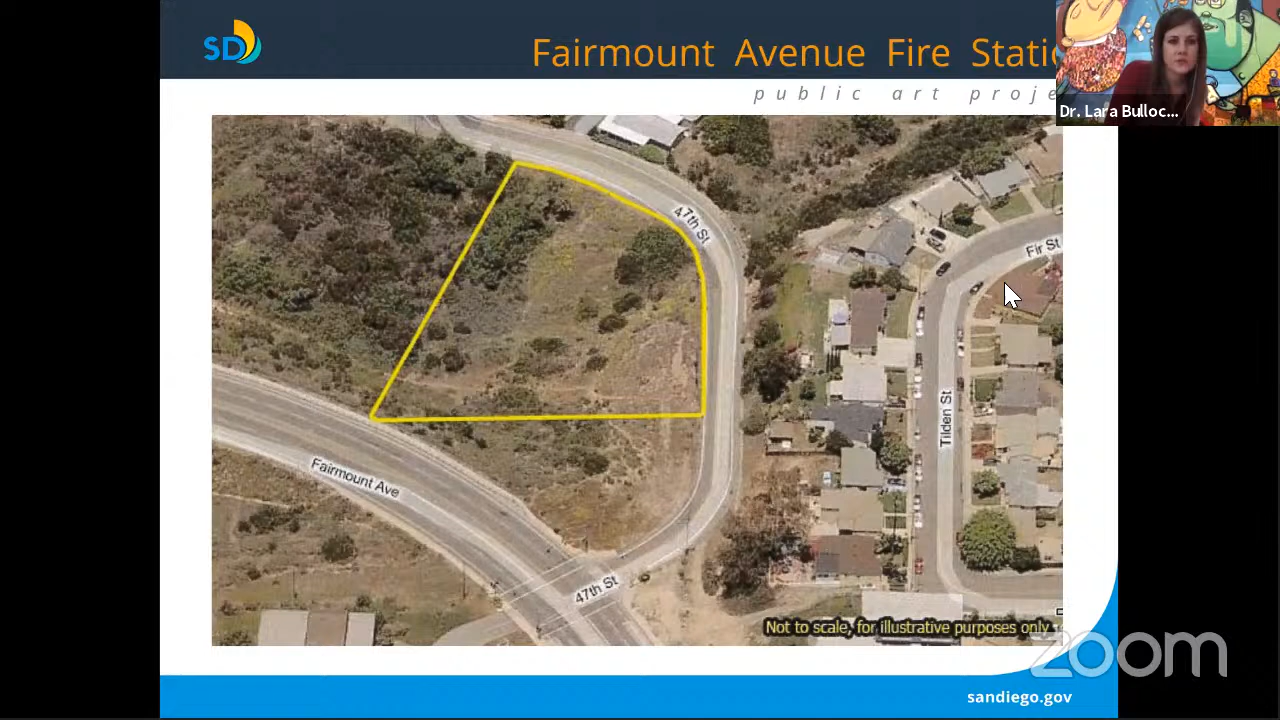 SD
Fairmount Avenue Fire Statio
public art proje
Dr. Lara Bulloc...
47th St
Fir St
Tilden St
Fairmount Ave
47th St
Not to scale, for illustrative purposes only
zoom
sandiego.gov